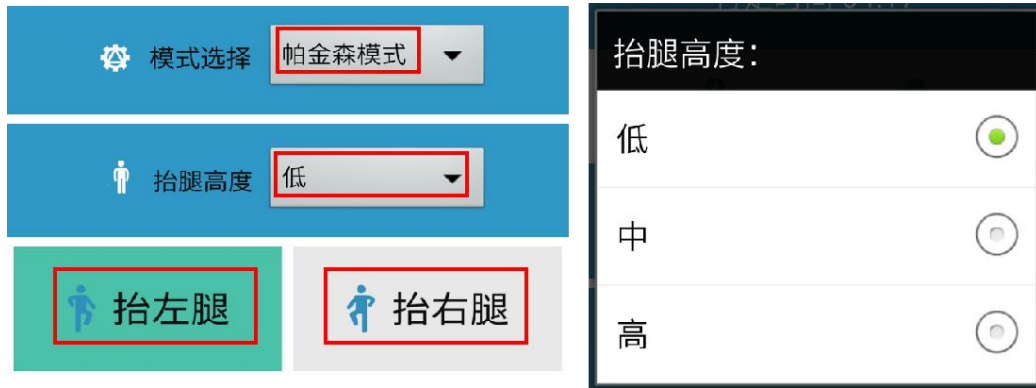 模式选择 帕金森模式
抬腿高度 低
抬左腿 抬右腿
抬腿高度:
低
中
高